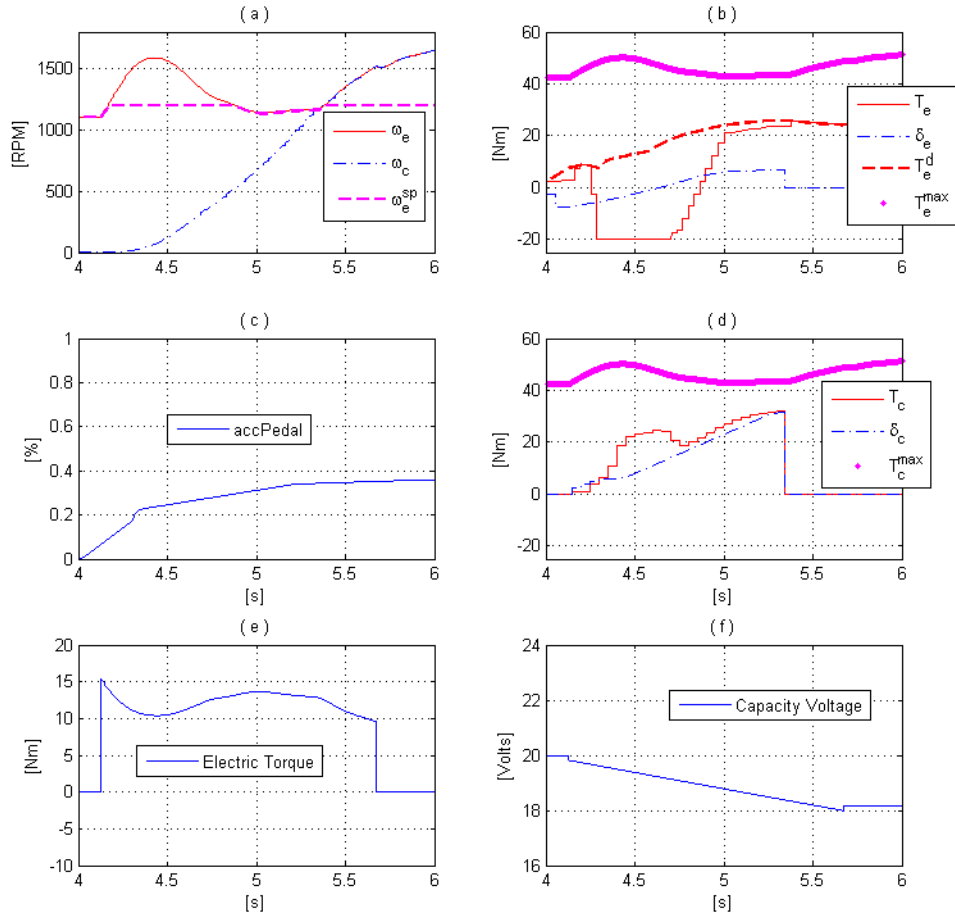 ( a )
1500
1000
500
0
[RPM]
4
4.5
5
5.5
6
ω_e
ω_c
ω_e^sp
( b )
60
40
20
0
-20
[Nm]
4
4.5
5
5.5
6
T_e
δ_e
T_e^d
T_e^max
( c )
1
0.8
0.6
0.4
0.2
0
[%]
4
4.5
5
5.5
6
[s]
accPedal
( d )
60
40
20
0
-20
[Nm]
4
4.5
5
5.5
6
[s]
T_c
δ_c
T_c^max
( e )
20
15
10
5
0
-5
-10
[Nm]
4
4.5
5
5.5
6
[s]
Electric Torque
( f )
24
22
20
18
16
[Volts]
4
4.5
5
5.5
6
[s]
Capacity Voltage